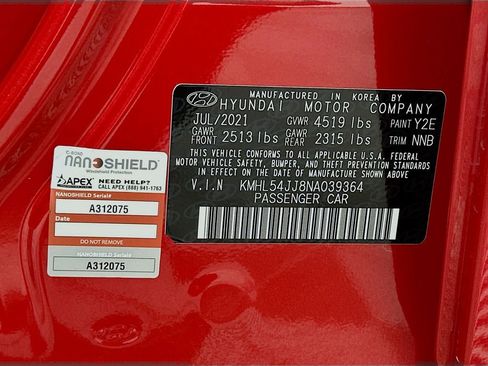 MANUFACTURED IN KOREA BY
HYUNDAI MOTOR COMPANY
JUL/2021 GVWR 4519 lbs PAINT Y2E
GAWR FRONT 2513 lbs GAWR REAR 2315 lbs TRIM NNB
THIS VEHICLE CONFORMS TO ALL APPLICABLE U.S. FEDERAL
MOTOR VEHICLE SAFETY, BUMPER, AND THEFT PREVENTION STANDARDS
IN EFFECT ON THE DATE OF MANUFACTURE SHOWN ABOVE.
V.I.N KMHL54JJ8NA039364
PASSENGER CAR
NANOSHIELD
Windshield Protection
APEX NEED HELP?
CALL APEX (888) 941-1763
NANOSHIELD Serial#
A312075
Date
DO NOT REMOVE
NANOSHIELD Serial#
A312075